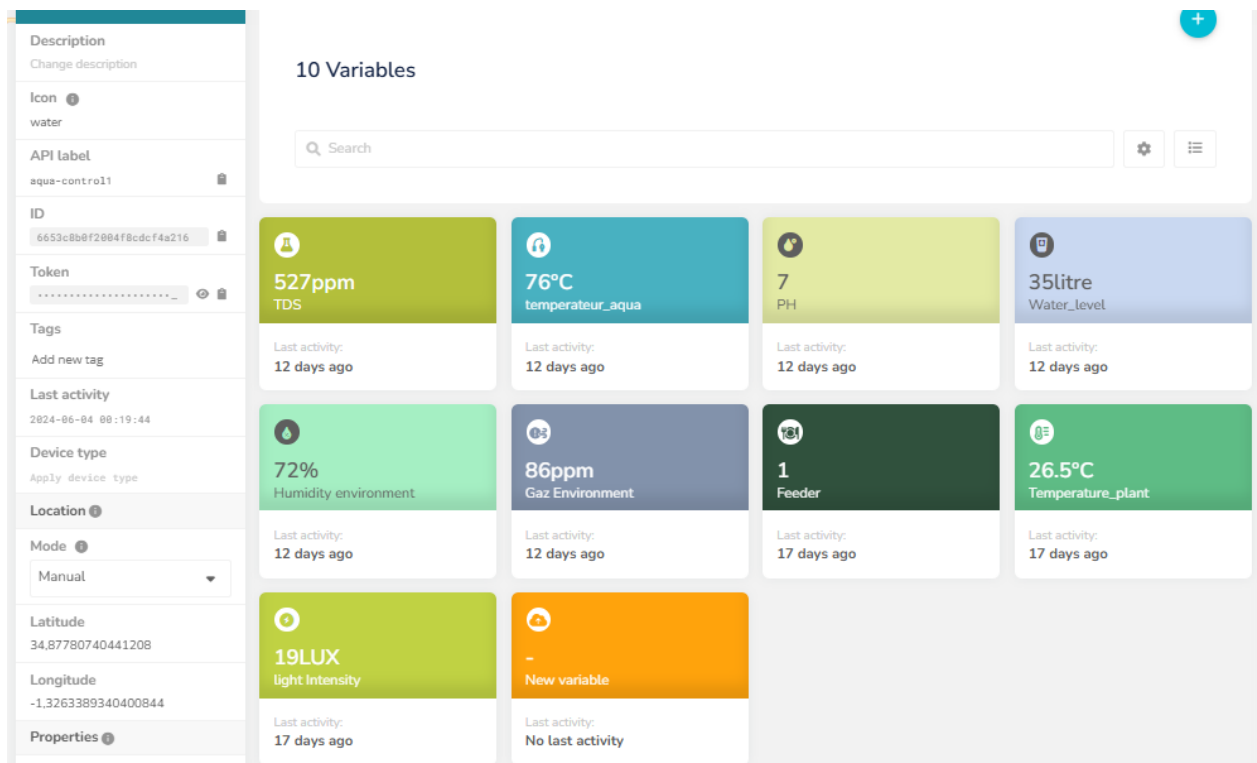 Description
Change description
Icon
water
API label
aqua-control1
ID
6653c8b0f2004f8cdcf4a216
Token
Tags
Add new tag
Last activity
2024-06-04 00:19:44
Device type
Apply device type
Location
Mode
Manual
Latitude
34,87780740441208
Longitude
-1,3263389340400844
Properties
10 Variables
Search
527ppm
TDS
Last activity:
12 days ago
76°C
temperateur_aqua
Last activity:
12 days ago
7
PH
Last activity:
12 days ago
35litre
Water_level
Last activity:
12 days ago
72%
Humidity environment
Last activity:
12 days ago
86ppm
Gaz Environment
Last activity:
12 days ago
1
Feeder
Last activity:
17 days ago
26.5°C
Temperature_plant
Last activity:
17 days ago
19LUX
light Intensity
Last activity:
17 days ago
-
New variable
Last activity:
No last activity